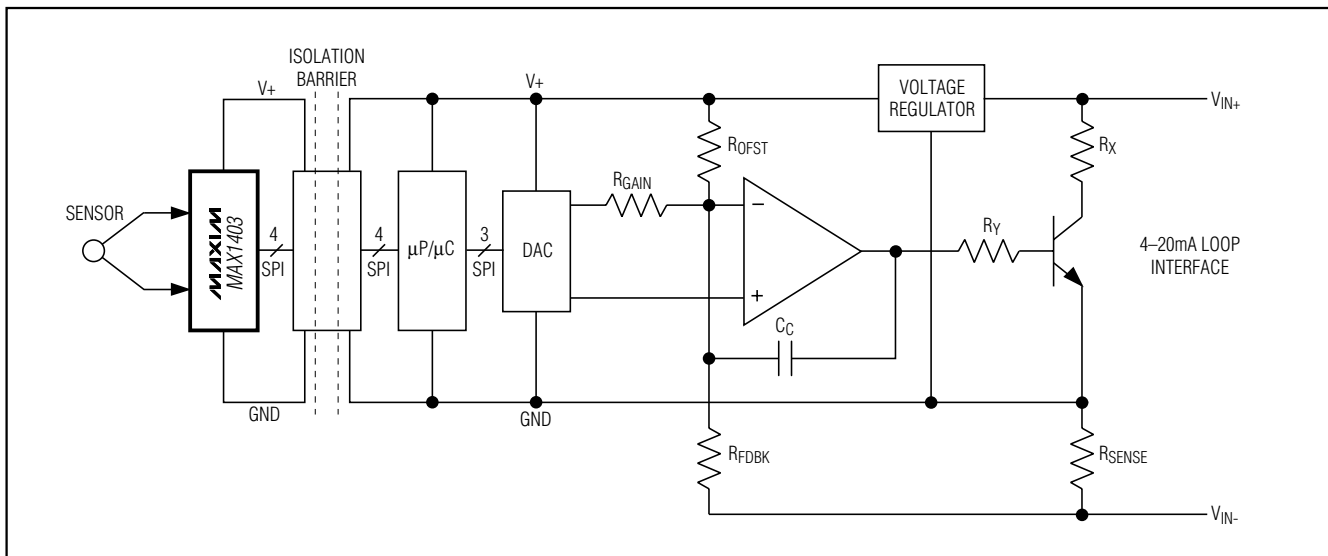 ISOLATION
BARRIER
V+
V+
VOLTAGE
REGULATOR
VIN+
ROFST
RX
RGAIN
SENSOR
MAXIM
MAX1403
4
SPI
4
SPI
µP/µC
3
SPI
DAC
−
+
RY
4–20mA LOOP
INTERFACE
CC
GND
GND
RFDBK
RSENSE
VIN-